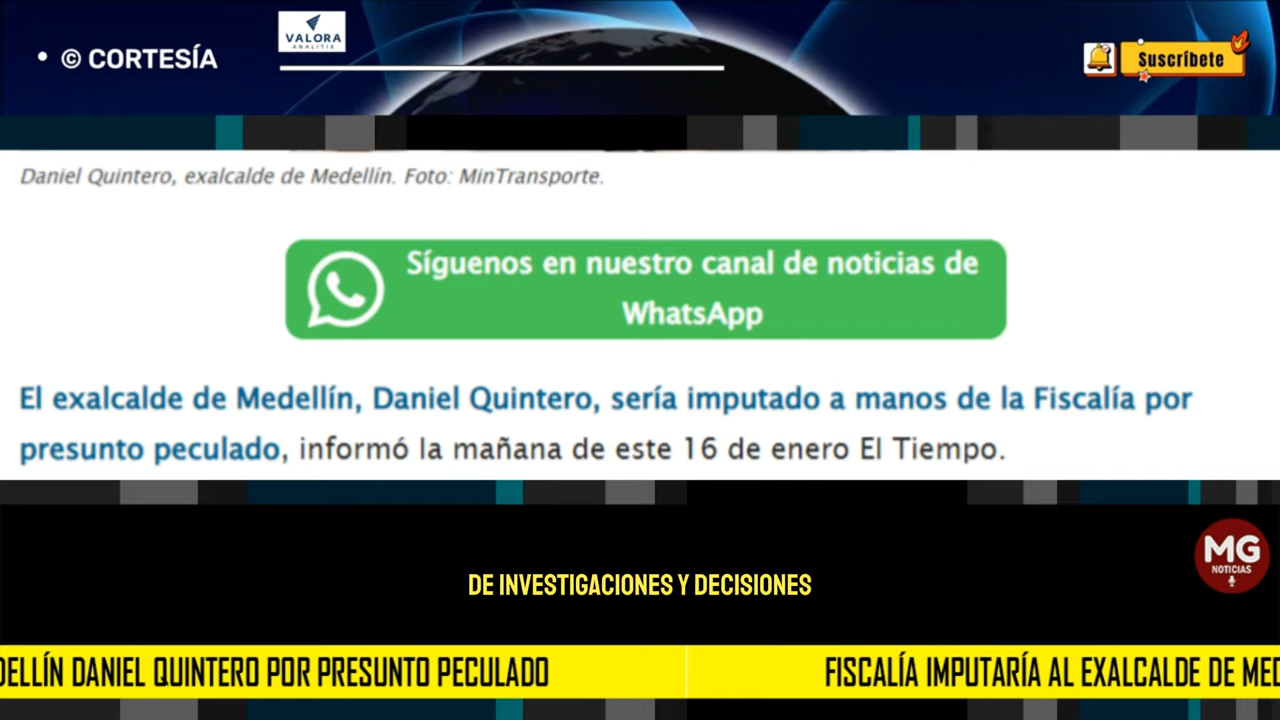 • © CORTESÍA
VALORA
ANALITIK
Suscríbete
Daniel Quintero, exalcalde de Medellín. Foto: MinTransporte.
Síguenos en nuestro canal de noticias de
WhatsApp
El exalcalde de Medellín, Daniel Quintero, sería imputado a manos de la Fiscalía por
presunto peculado, informó la mañana de este 16 de enero El Tiempo.
MG
NOTICIAS
DE INVESTIGACIONES Y DECISIONES
DELLÍN DANIEL QUINTERO POR PRESUNTO PECULADO
FISCALÍA IMPUTARÍA AL EXALCALDE DE MED